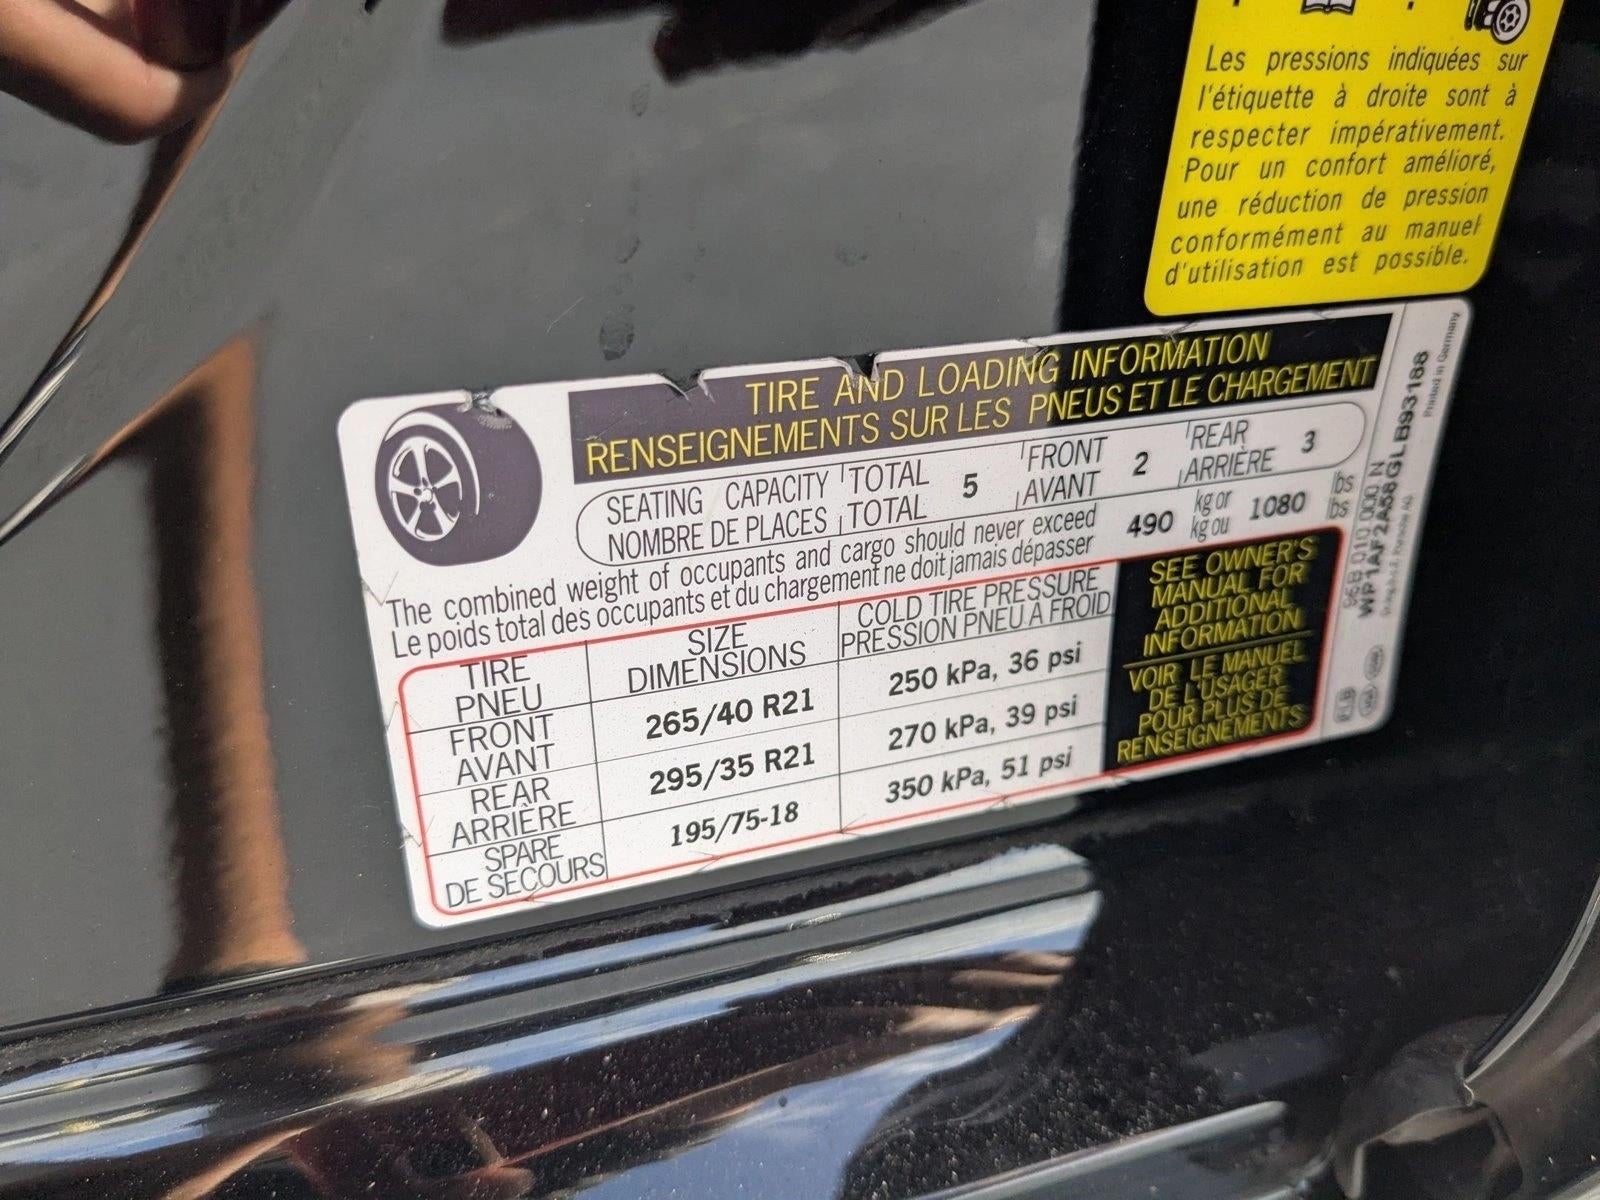 Les pressions indiquées sur
l'étiquette à droite sont à
respecter impérativement.
Pour un confort amélioré,
une réduction de pression
conformément au manuel
d'utilisation est possible.
TIRE AND LOADING INFORMATION
RENSEIGNEMENTS SUR LES PNEUS ET LE CHARGEMENT
SEATING CAPACITY TOTAL 5 FRONT 2 REAR 3
NOMBRE DE PLACES TOTAL AVANT ARRIÈRE
The combined weight of occupants and cargo should never exceed 490 kg or 1080 lbs
Le poids total des occupants et du chargement ne doit jamais dépasser kg ou lbs
TIRE SIZE COLD TIRE PRESSURE
PNEU DIMENSIONS PRESSION PNEU À FROID
FRONT 265/40 R21 250 kPa, 36 psi
AVANT
REAR 295/35 R21 270 kPa, 39 psi
ARRIÈRE
SPARE 195/75-18 350 kPa, 51 psi
DE SECOURS
SEE OWNER'S
MANUAL FOR
ADDITIONAL
INFORMATION
VOIR LE MANUEL
DE L'USAGER
POUR PLUS DE
RENSEIGNEMENTS
95B 010 000 N
WP1AF2A58GLB93188
Porsche AG
Printed in Germany